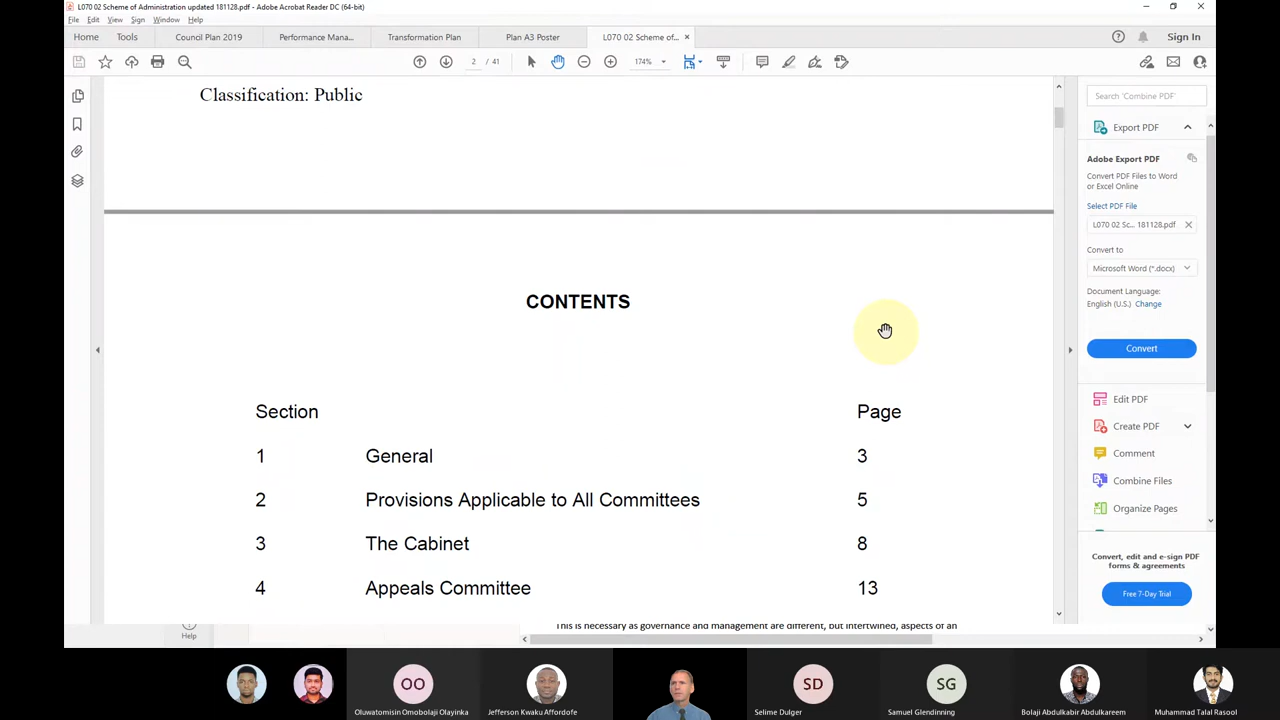 L070 02 Scheme of Administration updated 181128.pdf - Adobe Acrobat Reader DC (64-bit)
File Edit View Sign Window Help
Home Tools Council Plan 2019 Performance Mana... Transformation Plan Plan A3 Poster L070 02 Scheme of... × Sign In
2 / 41 174%
Classification: Public
CONTENTS
Section Page
1 General 3
2 Provisions Applicable to All Committees 5
3 The Cabinet 8
4 Appeals Committee 13
Search 'Combine PDF'
Export PDF
Adobe Export PDF
Convert PDF Files to Word
or Excel Online
Select PDF File
L070 02 Sc... 181128.pdf
Convert to
Microsoft Word (*.docx)
Document Language:
English (U.S.) Change
Convert
Edit PDF
Create PDF
Comment
Combine Files
Organize Pages
Convert, edit and e-sign PDF
forms & agreements
Free 7-Day Trial
Help
This is necessary as governance and management are different, but intertwined, aspects of an
OO SD SG
Oluwatomisin Omobolaji Olayinka Jefferson Kwaku Affordofe Selime Dulger Samuel Glendinning Bolaji Abdulkabir Abdulkareem Muhammad Talal Rasool